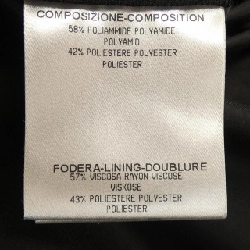 COMPOSIZIONE-COMPOSITION
58% POLIAMMIDE POLYAMIDE
POLYAMID
42% POLIESTERE POLYESTER
POLIESTER
FODERA-LINING-DOUBLURE
57% VISCOSA RAYON VISCOSE
VISKOSE
43% POLIESTERE POLYESTER
POLIESTER